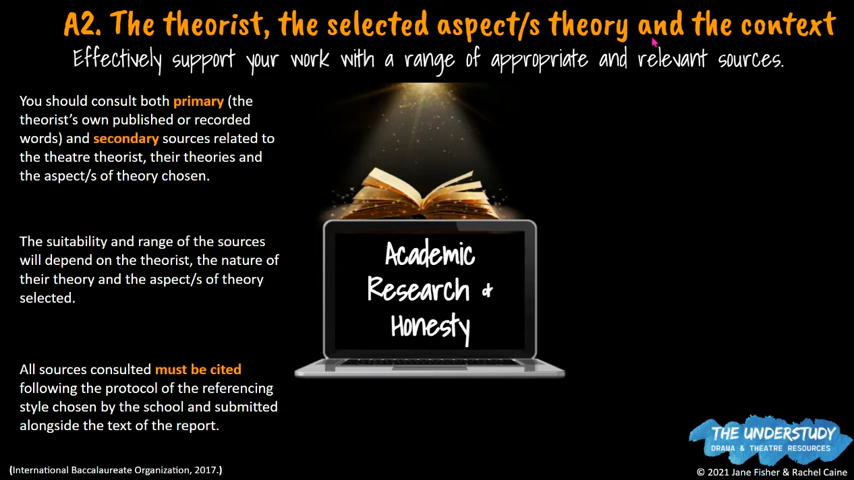 A2. The theorist, the selected aspect/s theory and the context
Effectively support your work with a range of appropriate and relevant sources.
You should consult both primary (the
theorist's own published or recorded
words) and secondary sources related to
the theatre theorist, their theories and
the aspect/s of theory chosen.
The suitability and range of the sources
will depend on the theorist, the nature of
their theory and the aspect/s of theory
selected.
All sources consulted must be cited
following the protocol of the referencing
style chosen by the school and submitted
alongside the text of the report.
Academic
Research &
Honesty
(International Baccalaureate Organization, 2017.)
THE UNDERSTUDY
DRAMA & THEATRE RESOURCES
© 2021 Jane Fisher & Rachel Caine